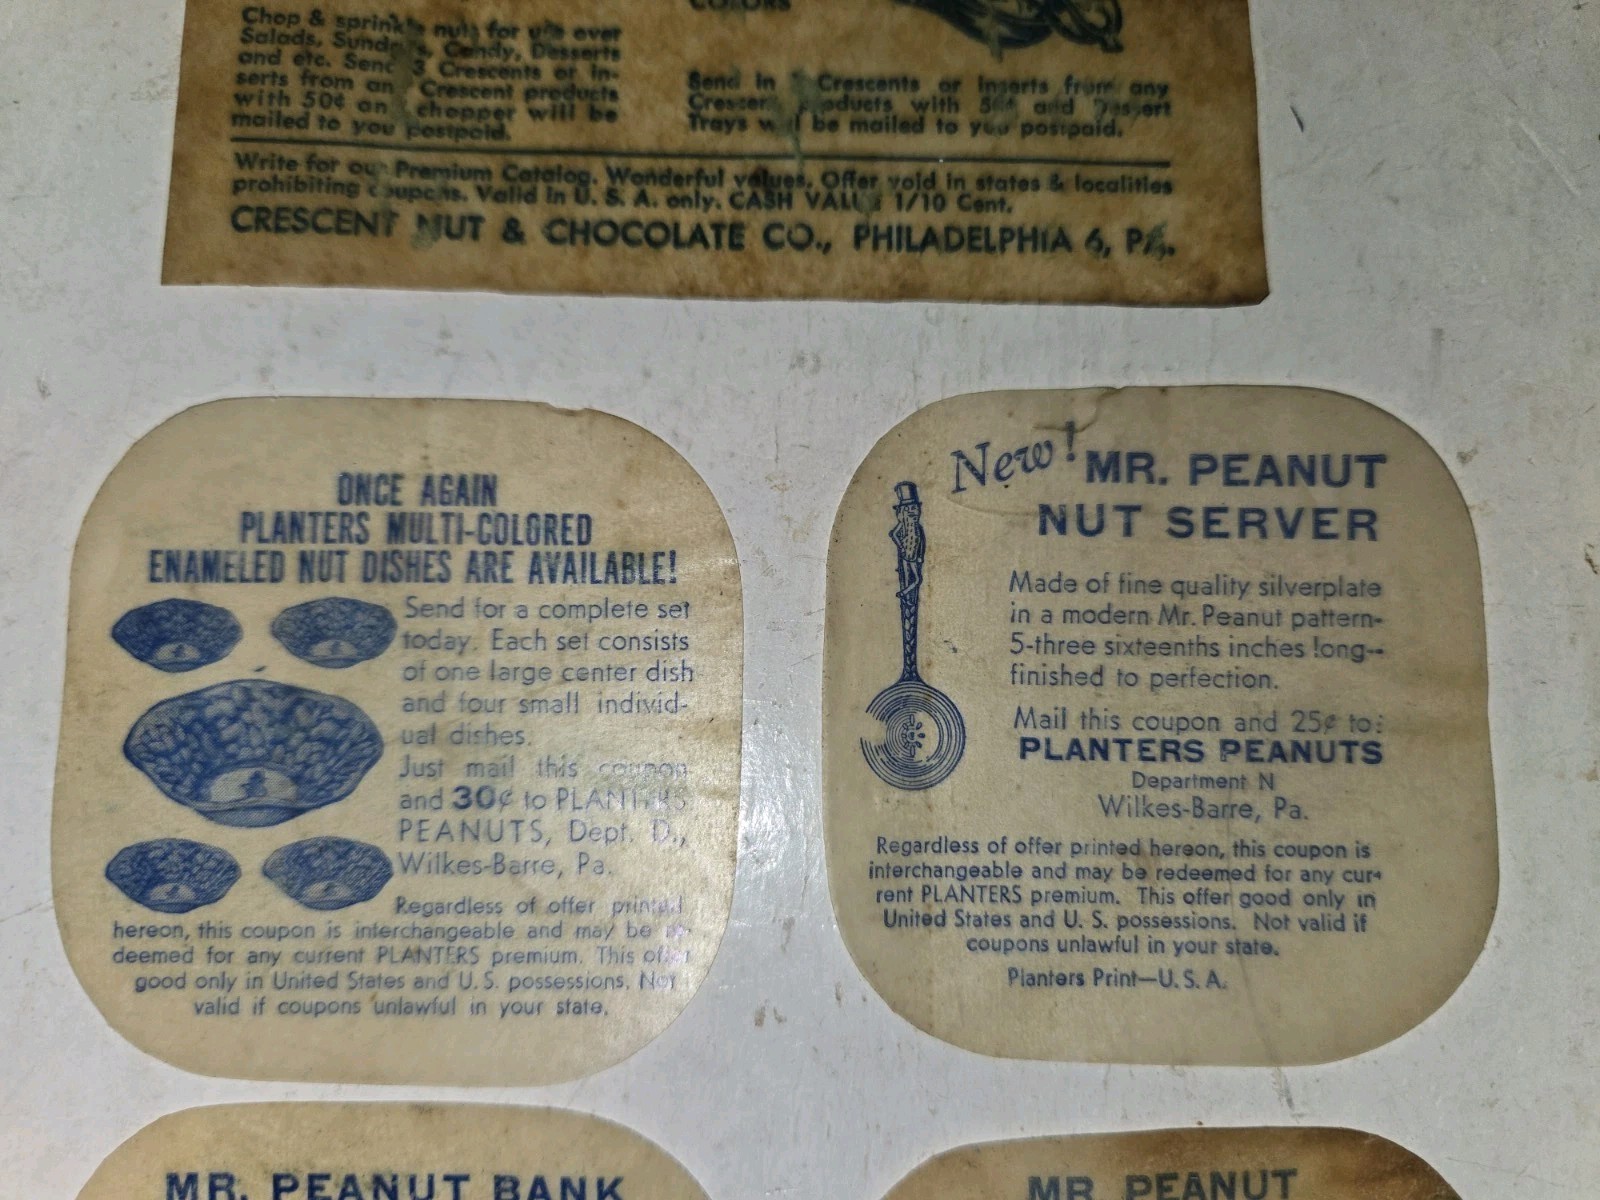 COLORS
Chop & sprinkle nuts for use over
Salads, Sundaes, Candy, Desserts
and etc. Send 3 Crescents or in-
serts from any Crescent products
with 50¢ and chopper will be
mailed to you postpaid.
Send in Crescents or inserts from any
Crescent products with 50¢ and Dessert
Trays will be mailed to you postpaid.
Write for our Premium Catalog. Wonderful values. Offer void in states & localities
prohibiting coupons. Valid in U. S. A. only. CASH VALUE 1/10 Cent.
CRESCENT NUT & CHOCOLATE CO., PHILADELPHIA 6, PA.
ONCE AGAIN
PLANTERS MULTI-COLORED
ENAMELED NUT DISHES ARE AVAILABLE!
Send for a complete set
today. Each set consists
of one large center dish
and four small individ-
ual dishes.
Just mail this coupon
and 30¢ to PLANTERS
PEANUTS, Dept. D.,
Wilkes-Barre, Pa.
Regardless of offer printed
hereon, this coupon is interchangeable and may be re-
deemed for any current PLANTERS premium. This offer
good only in United States and U. S. possessions. Not
valid if coupons unlawful in your state.
New! MR. PEANUT
NUT SERVER
Made of fine quality silverplate
in a modern Mr. Peanut pattern-
5-three sixteenths inches long--
finished to perfection.
Mail this coupon and 25¢ to:
PLANTERS PEANUTS
Department N
Wilkes-Barre, Pa.
Regardless of offer printed hereon, this coupon is
interchangeable and may be redeemed for any cur-
rent PLANTERS premium. This offer good only in
United States and U. S. possessions. Not valid if
coupons unlawful in your state.
Planters Print—U. S. A.
MR. PEANUT BANK
MR. PEANUT